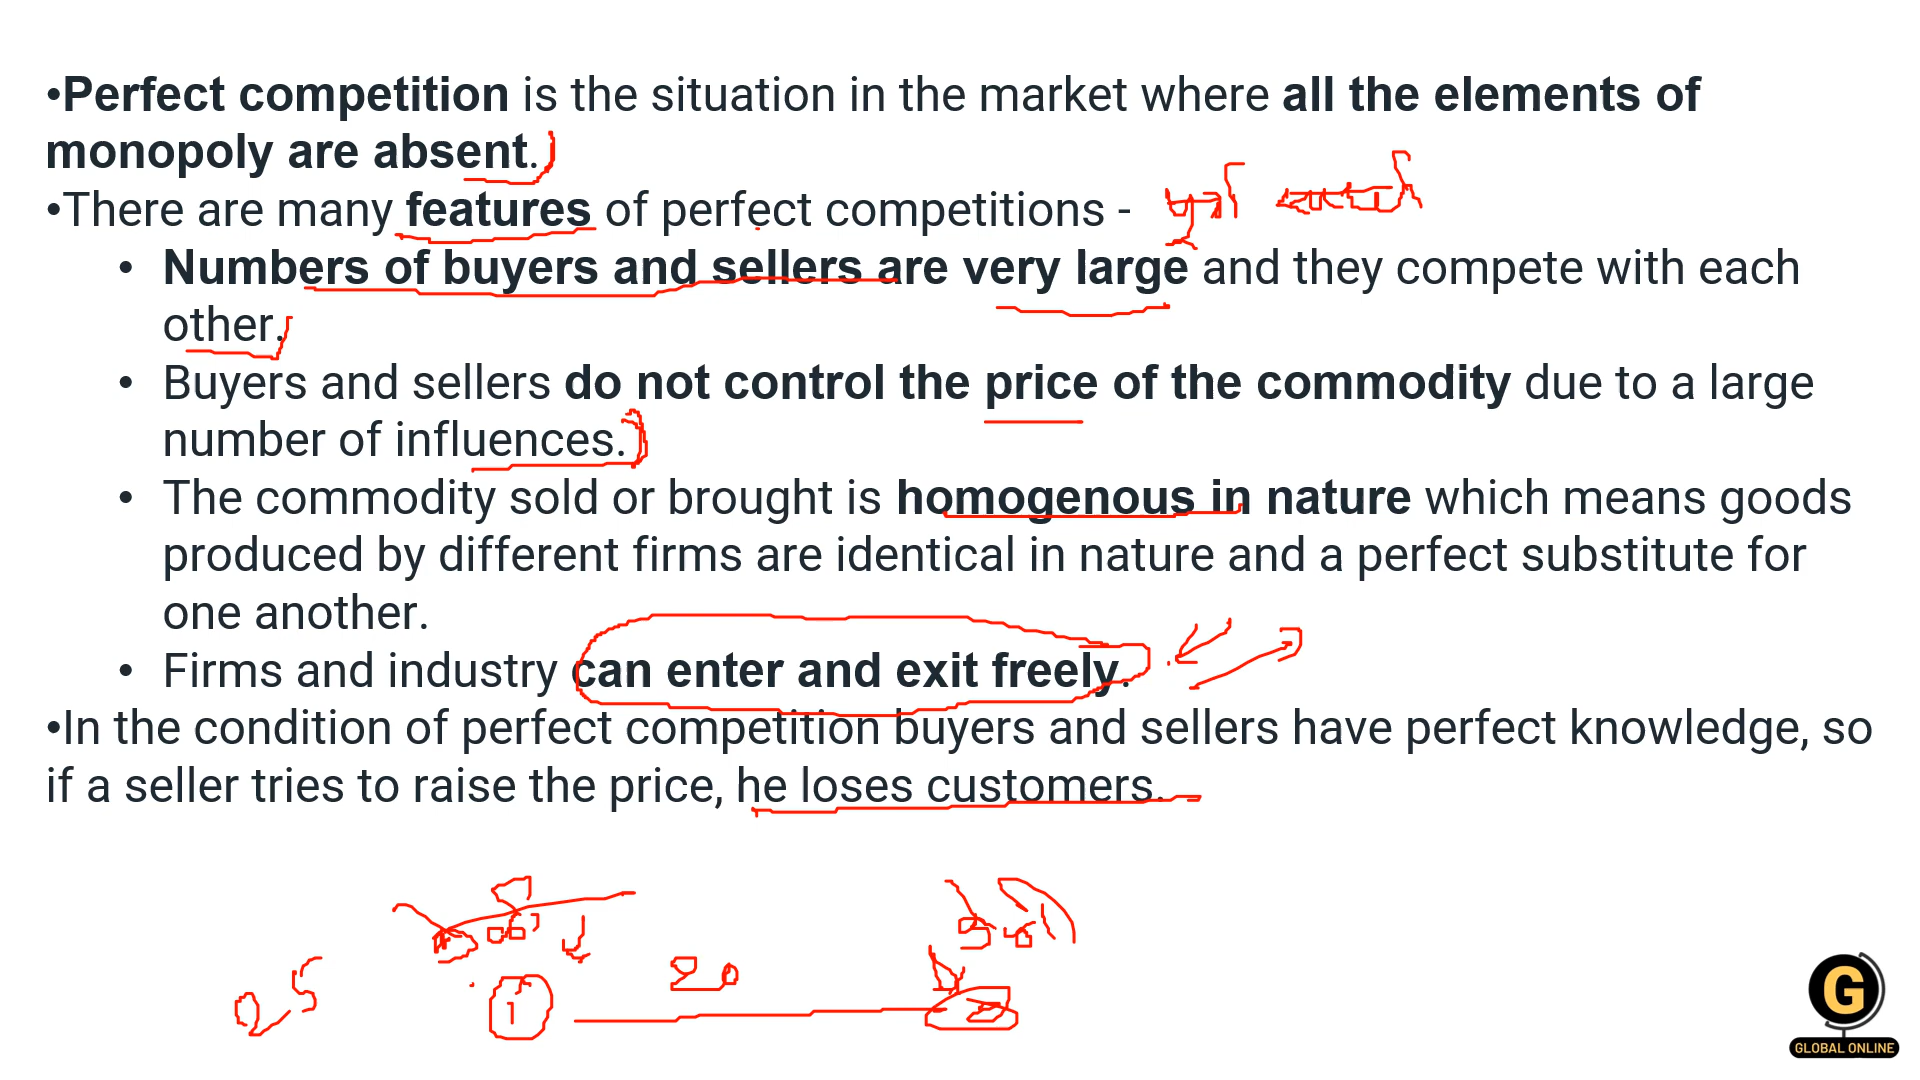 •Perfect competition is the situation in the market where all the elements of
monopoly are absent.
•There are many features of perfect competitions -
• Numbers of buyers and sellers are very large and they compete with each
other.
• Buyers and sellers do not control the price of the commodity due to a large
number of influences.
• The commodity sold or brought is homogenous in nature which means goods
produced by different firms are identical in nature and a perfect substitute for
one another.
• Firms and industry can enter and exit freely.
•In the condition of perfect competition buyers and sellers have perfect knowledge, so
if a seller tries to raise the price, he loses customers.
20
1
2
G
GLOBAL ONLINE